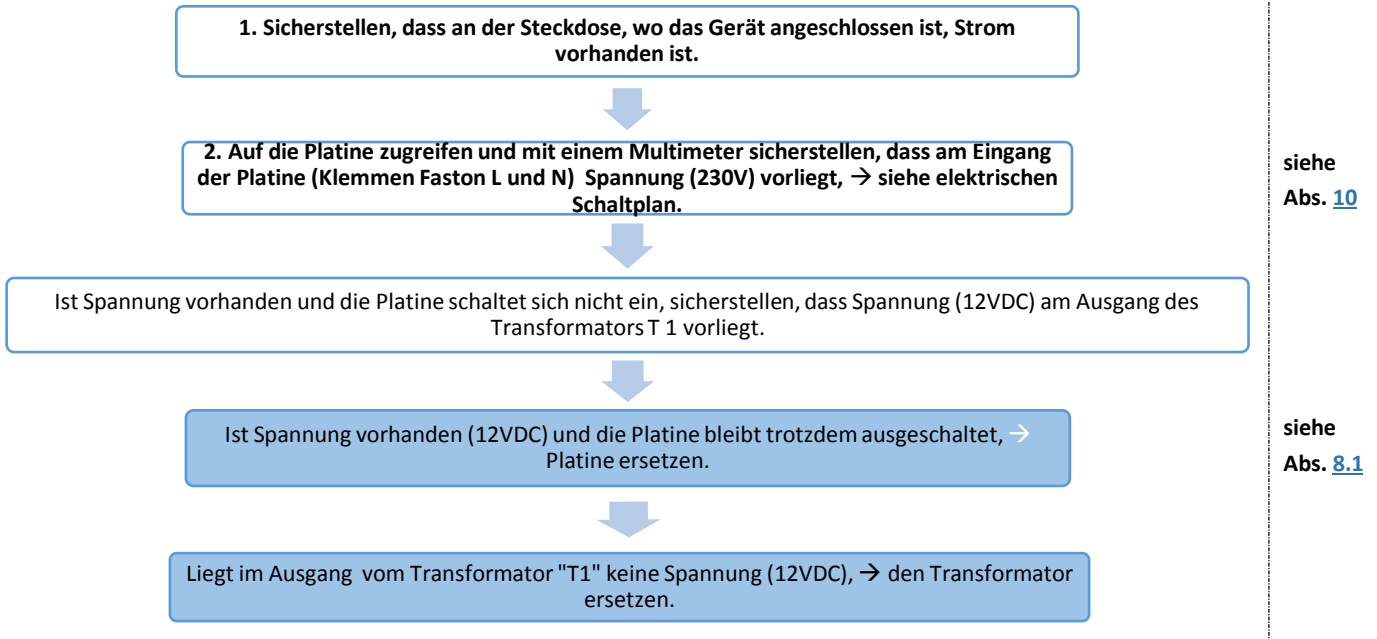 1. Sicherstellen, dass an der Steckdose, wo das Gerät angeschlossen ist, Strom
vorhanden ist.
2. Auf die Platine zugreifen und mit einem Multimeter sicherstellen, dass am Eingang
der Platine (Klemmen Faston L und N) Spannung (230V) vorliegt, → siehe elektrischen
Schaltplan.
siehe
Abs. 10
Ist Spannung vorhanden und die Platine schaltet sich nicht ein, sicherstellen, dass Spannung (12VDC) am Ausgang des
Transformators T 1 vorliegt.
Ist Spannung vorhanden (12VDC) und die Platine bleibt trotzdem ausgeschaltet, →
Platine ersetzen.
siehe
Abs. 8.1
Liegt im Ausgang vom Transformator "T1" keine Spannung (12VDC), → den Transformator
ersetzen.